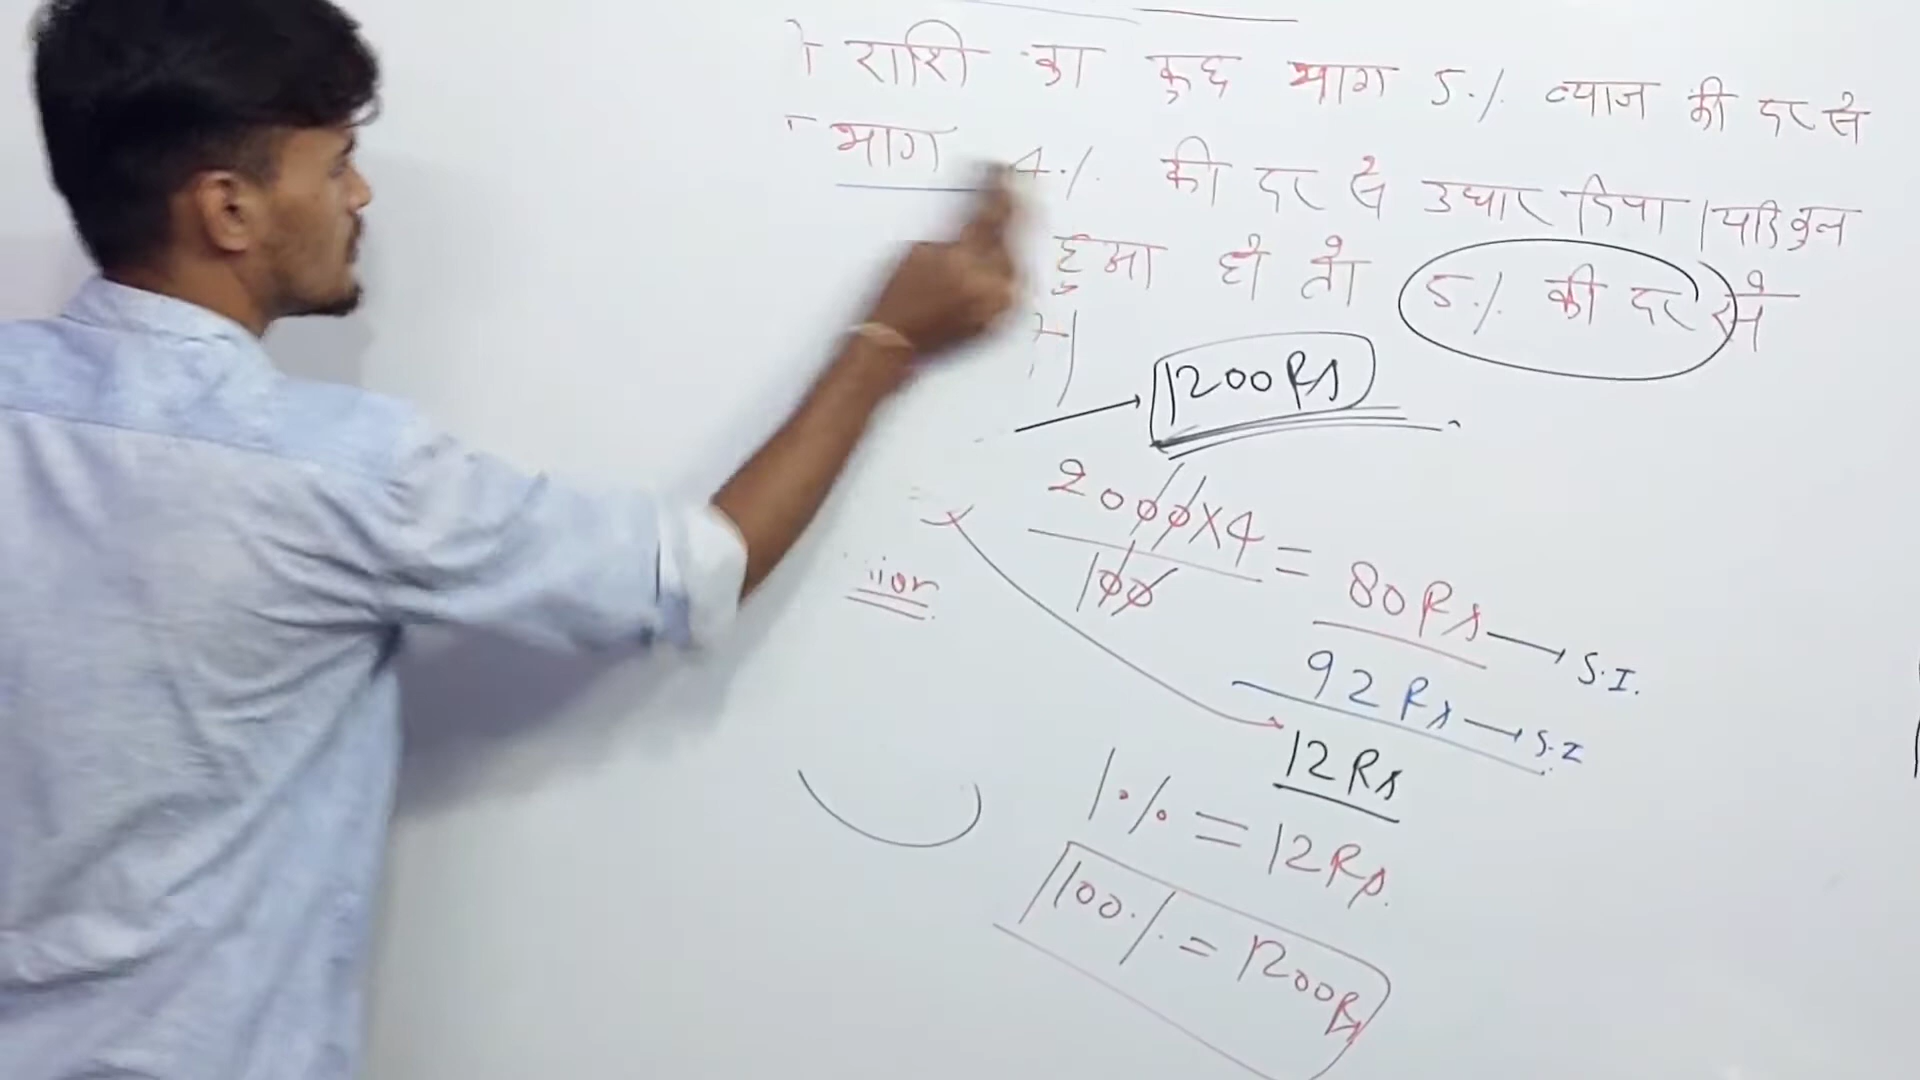 राशि का कुछ भाग 5% ब्याज की दर से
भाग 4% की दर से उधार दिया । यदि कुल
हुआ हो तो 5% की दर से
1200 Rs
2000×4
100
= 80 Rs → S.I.
92 Rs → S.I
12 Rs
1% = 12 Rs.
100% = 1200 Rs